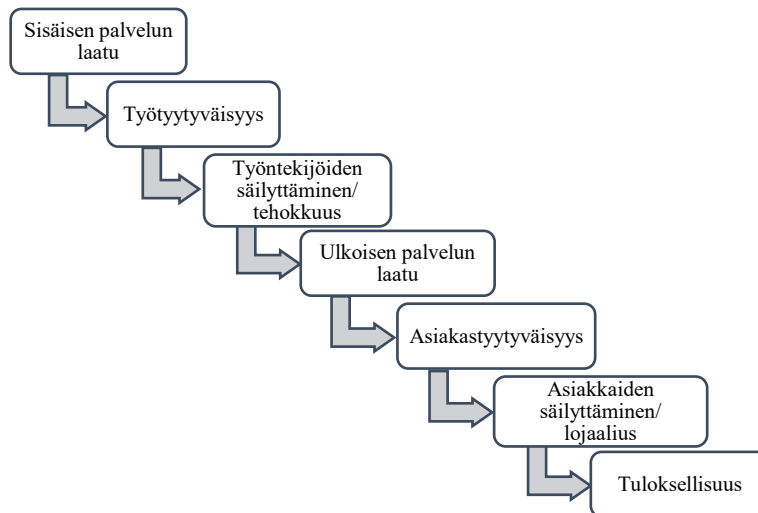 Sisäisen palvelun
laatu
Työtyytyväisyys
Työntekijöiden
säilyttäminen/
tehokkuus
Ulkoisen palvelun
laatu
Asiakastyytyväisyys
Asiakkaiden
säilyttäminen/
lojaalius
Tuloksellisuus